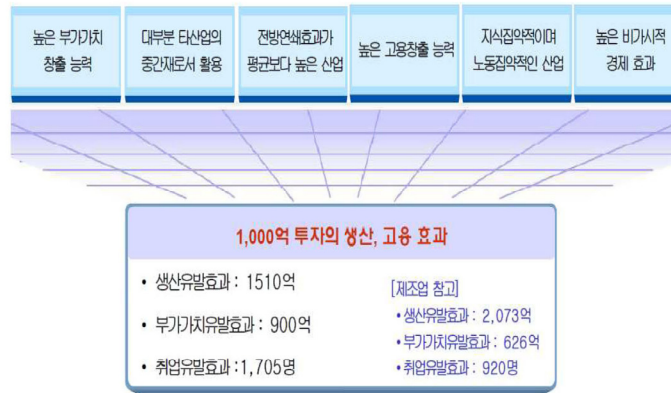 높은 부가가치
창출 능력
대부분 타산업의
중간재로서 활용
전방연쇄효과가
평균보다 높은 산업
높은 고용창출 능력
지식집약적이며
노동집약적인 산업
높은 비가시적
경제 효과
1,000억 투자의 생산, 고용 효과
• 생산유발효과 : 1510억
• 부가가치유발효과 : 900억
• 취업유발효과 :1,705명
[제조업 참고]
• 생산유발효과 : 2,073억
• 부가가치유발효과 : 626억
• 취업유발효과 : 920명